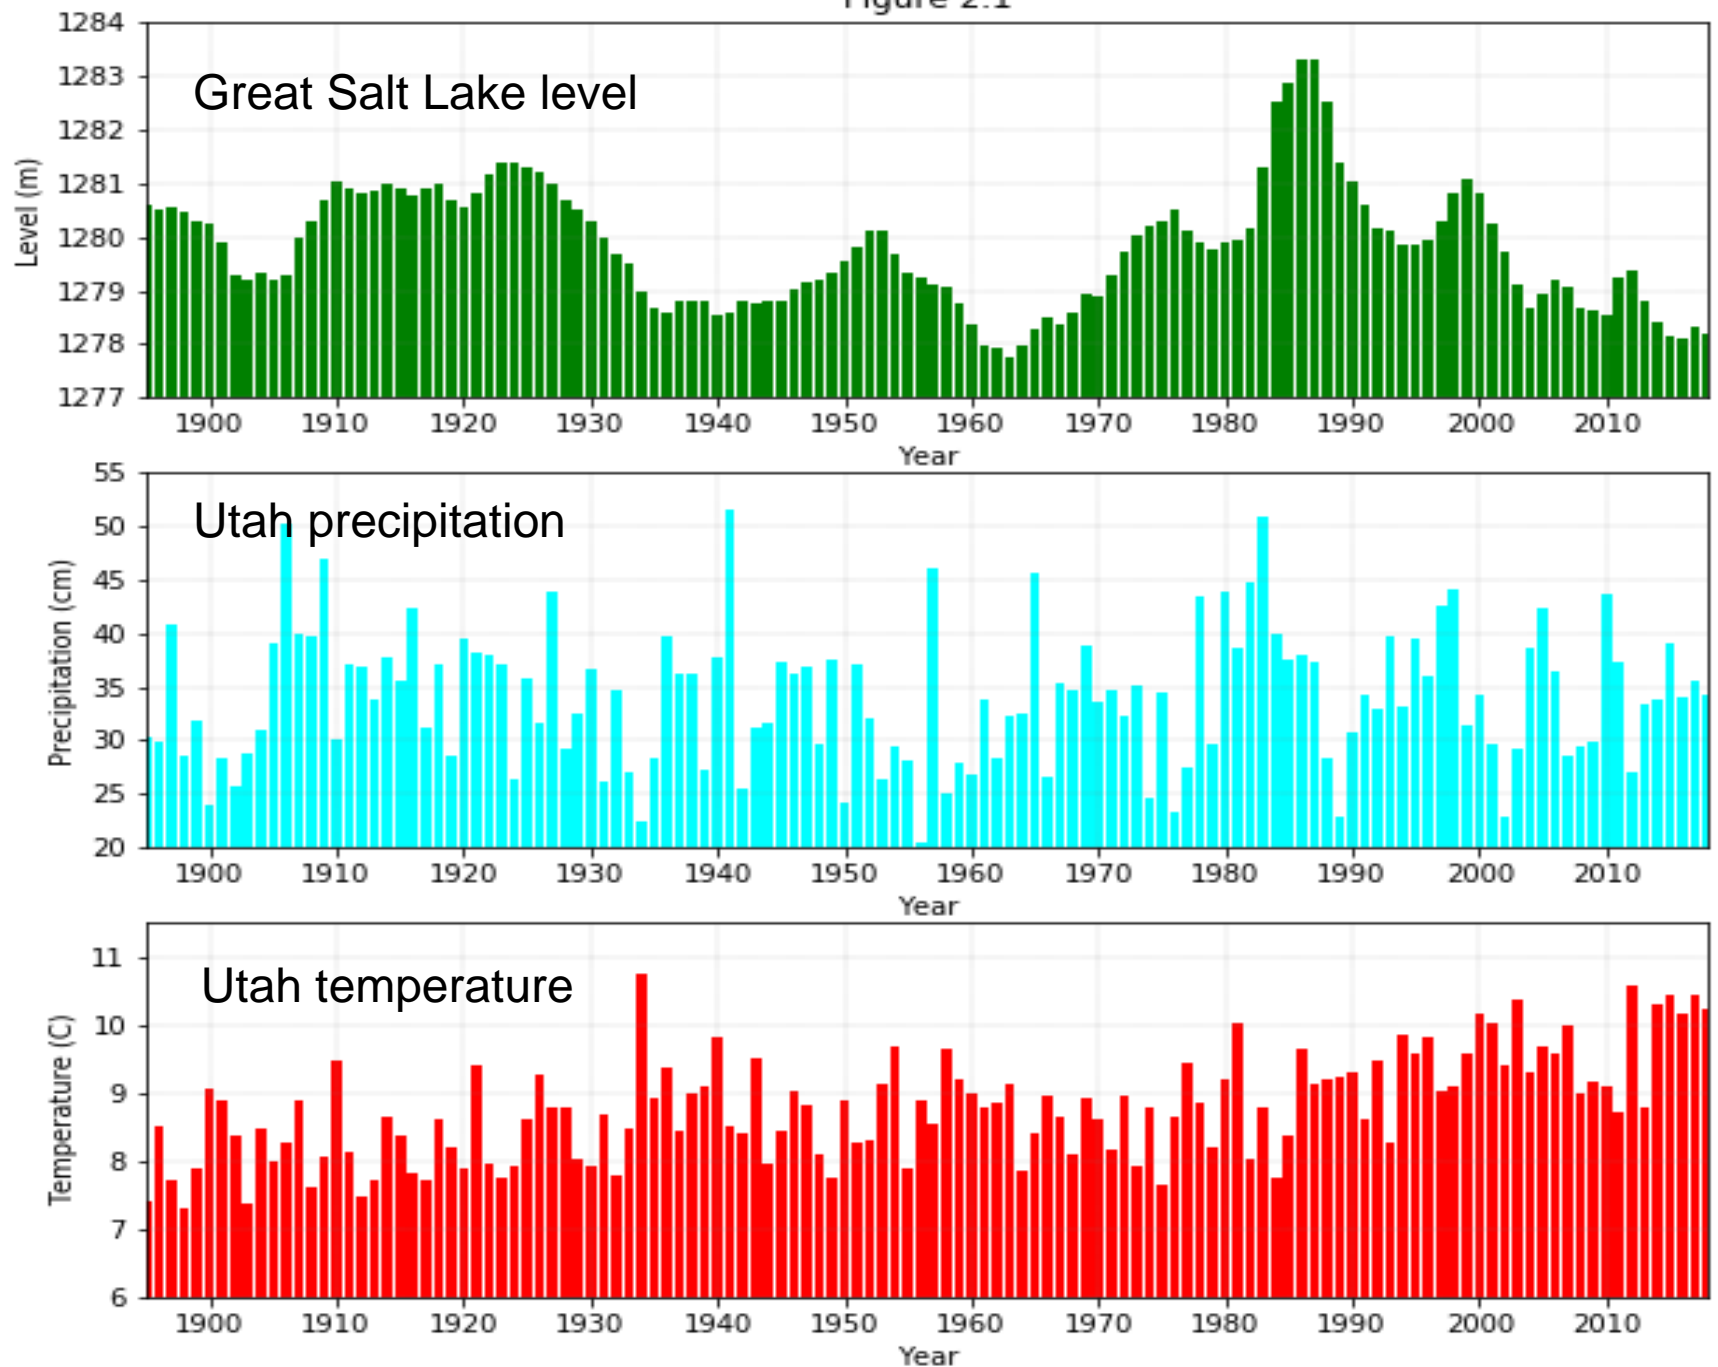 Figure 2.1
1284
1283
1282
1281
1280
1279
1278
1277
Level (m)
Great Salt Lake level
1900 1910 1920 1930 1940 1950 1960 1970 1980 1990 2000 2010
Year
55
50
45
40
35
30
25
20
Precipitation (cm)
Utah precipitation
1900 1910 1920 1930 1940 1950 1960 1970 1980 1990 2000 2010
Year
11
10
9
8
7
6
Temperature (C)
Utah temperature
1900 1910 1920 1930 1940 1950 1960 1970 1980 1990 2000 2010
Year